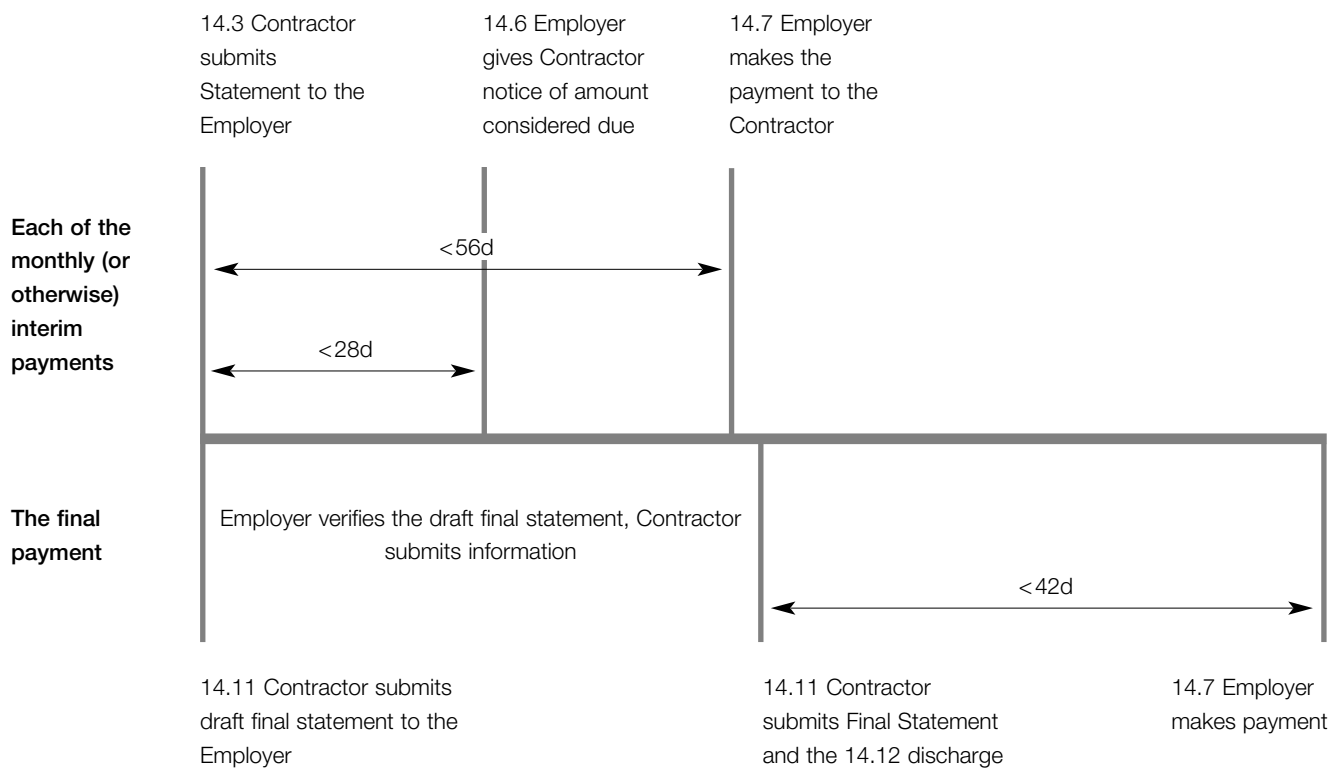 14.3 Contractor
submits
Statement to the
Employer
14.6 Employer
gives Contractor
notice of amount
considered due
14.7 Employer
makes the
payment to the
Contractor
Each of the
monthly (or
otherwise)
interim
payments
<56d
<28d
The final
payment
Employer verifies the draft final statement, Contractor
submits information
<42d
14.11 Contractor submits
draft final statement to the
Employer
14.11 Contractor
submits Final Statement
and the 14.12 discharge
14.7 Employer
makes payment